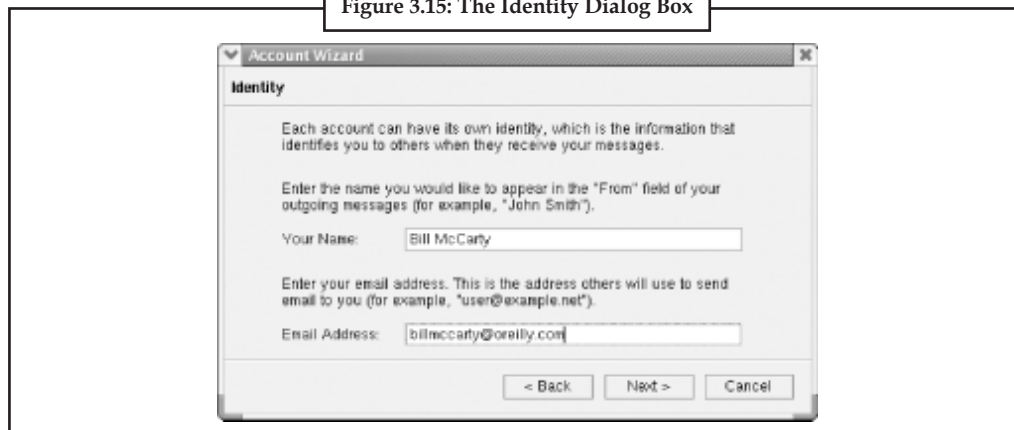 Figure 3.15: The Identity Dialog Box
Account Wizard
Identity
Each account can have its own identity, which is the information that
identifies you to others when they receive your messages.
Enter the name you would like to appear in the "From" field of your
outgoing messages (for example, "John Smith").
Your Name: Bill McCarty
Enter your email address. This is the address others will use to send
email to you (for example, "user@example.net").
Email Address: billmccarty@oreilly.com
< Back Next > Cancel